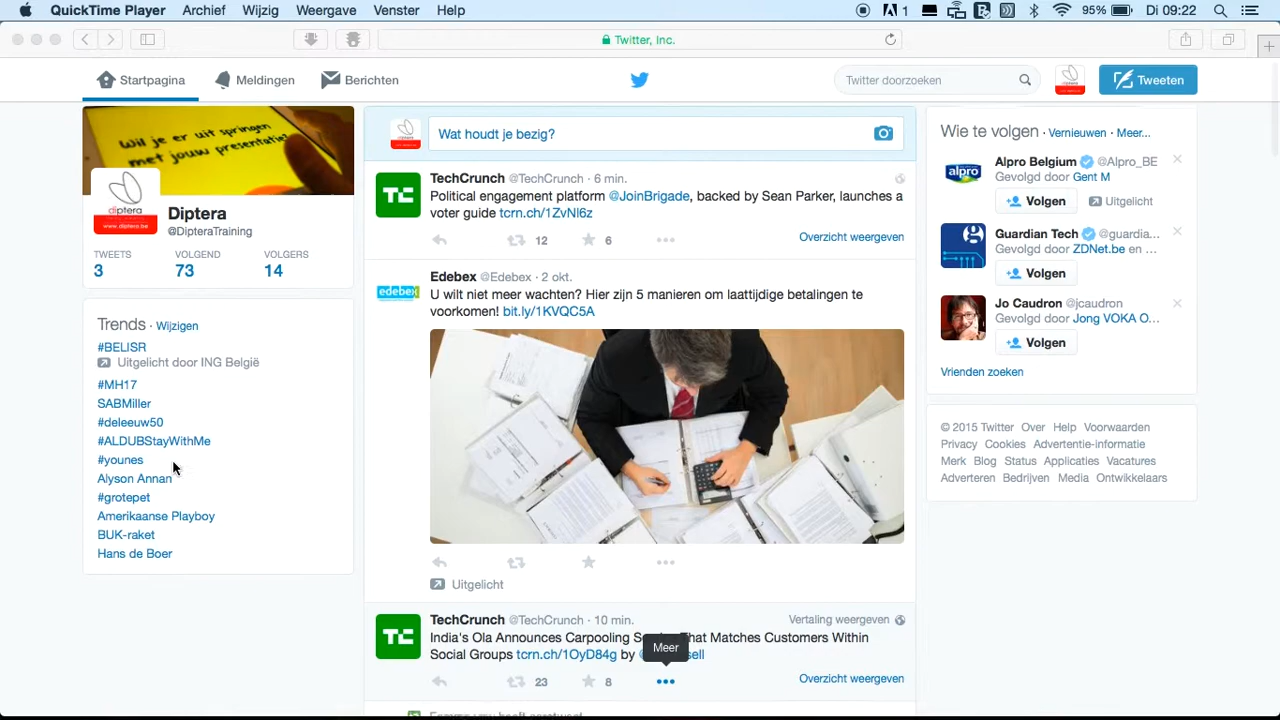 QuickTime Player Archief Wijzig Weergave Venster Help 1 95% Di 09:22
Twitter, Inc.
Startpagina Meldingen Berichten Twitter doorzoeken Tweeten
Wil je er uit springen
met jouw presentatie?
diptera
www.diptera.be
Diptera
@DipteraTraining
TWEETS VOLGEND VOLGERS
3 73 14
Trends · Wijzigen
#BELISR
Uitgelicht door ING België
#MH17
SABMiller
#deleeuw50
#ALDUBStayWithMe
#younes
Alyson Annan
#grotepet
Amerikaanse Playboy
BUK-raket
Hans de Boer
Wat houdt je bezig?
TechCrunch @TechCrunch · 6 min.
Political engagement platform @JoinBrigade, backed by Sean Parker, launches a
voter guide tcrn.ch/1ZvNl6z
12 6 Overzicht weergeven
Edebex @Edebex · 2 okt.
edebex
U wilt niet meer wachten? Hier zijn 5 manieren om laattijdige betalingen te
voorkomen! bit.ly/1KVQC5A
Uitgelicht
TechCrunch @TechCrunch · 10 min. Vertaling weergeven
India's Ola Announces Carpooling That Matches Customers Within
Social Groups tcrn.ch/1OyD84g by
Meer
23 8 Overzicht weergeven
Wie te volgen · Vernieuwen · Meer...
alpro
Alpro Belgium @Alpro_BE
Gevolgd door Gent M
Volgen Uitgelicht
Guardian Tech @guardia...
Gevolgd door ZDNet.be en ...
Volgen
Jo Caudron @jcaudron
Gevolgd door Jong VOKA O...
Volgen
Vrienden zoeken
© 2015 Twitter Over Help Voorwaarden
Privacy Cookies Advertentie-informatie
Merk Blog Status Applicaties Vacatures
Adverteren Bedrijven Media Ontwikkelaars